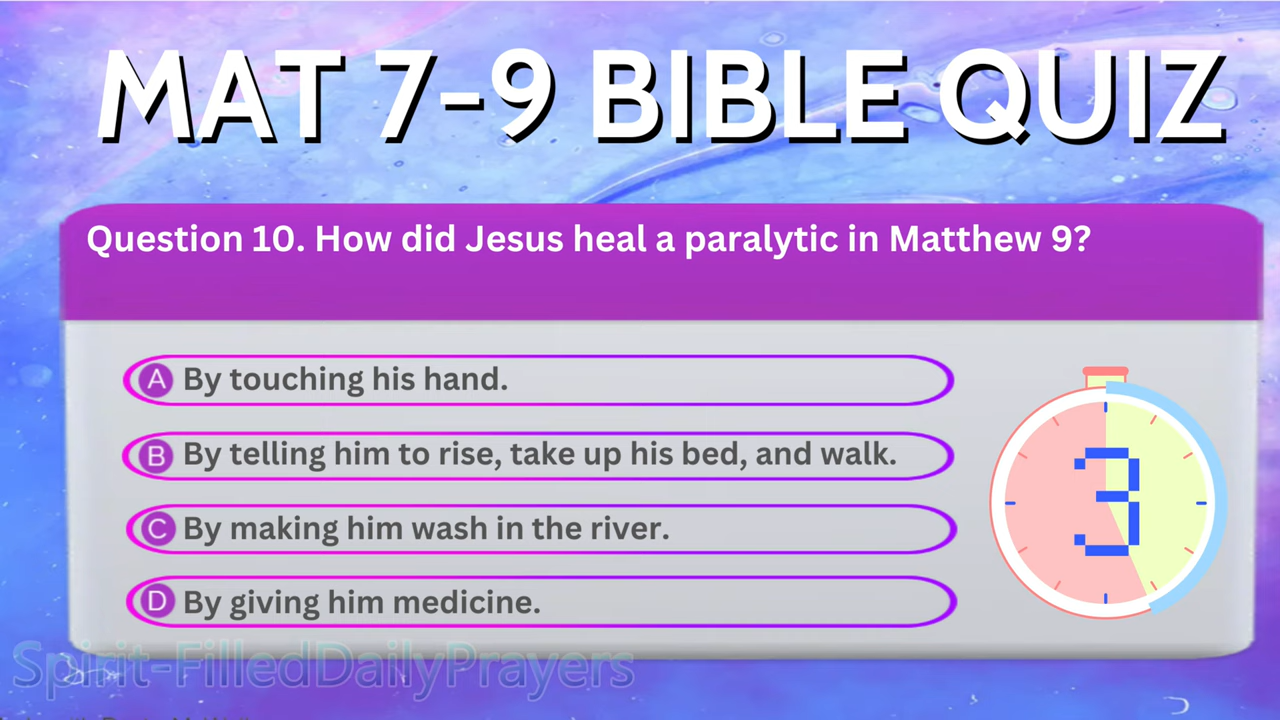 MAT 7-9 BIBLE QUIZ
Question 10. How did Jesus heal a paralytic in Matthew 9?
A By touching his hand.
B By telling him to rise, take up his bed, and walk.
C By making him wash in the river.
D By giving him medicine.
3
Spirit-FilledDailyPrayers